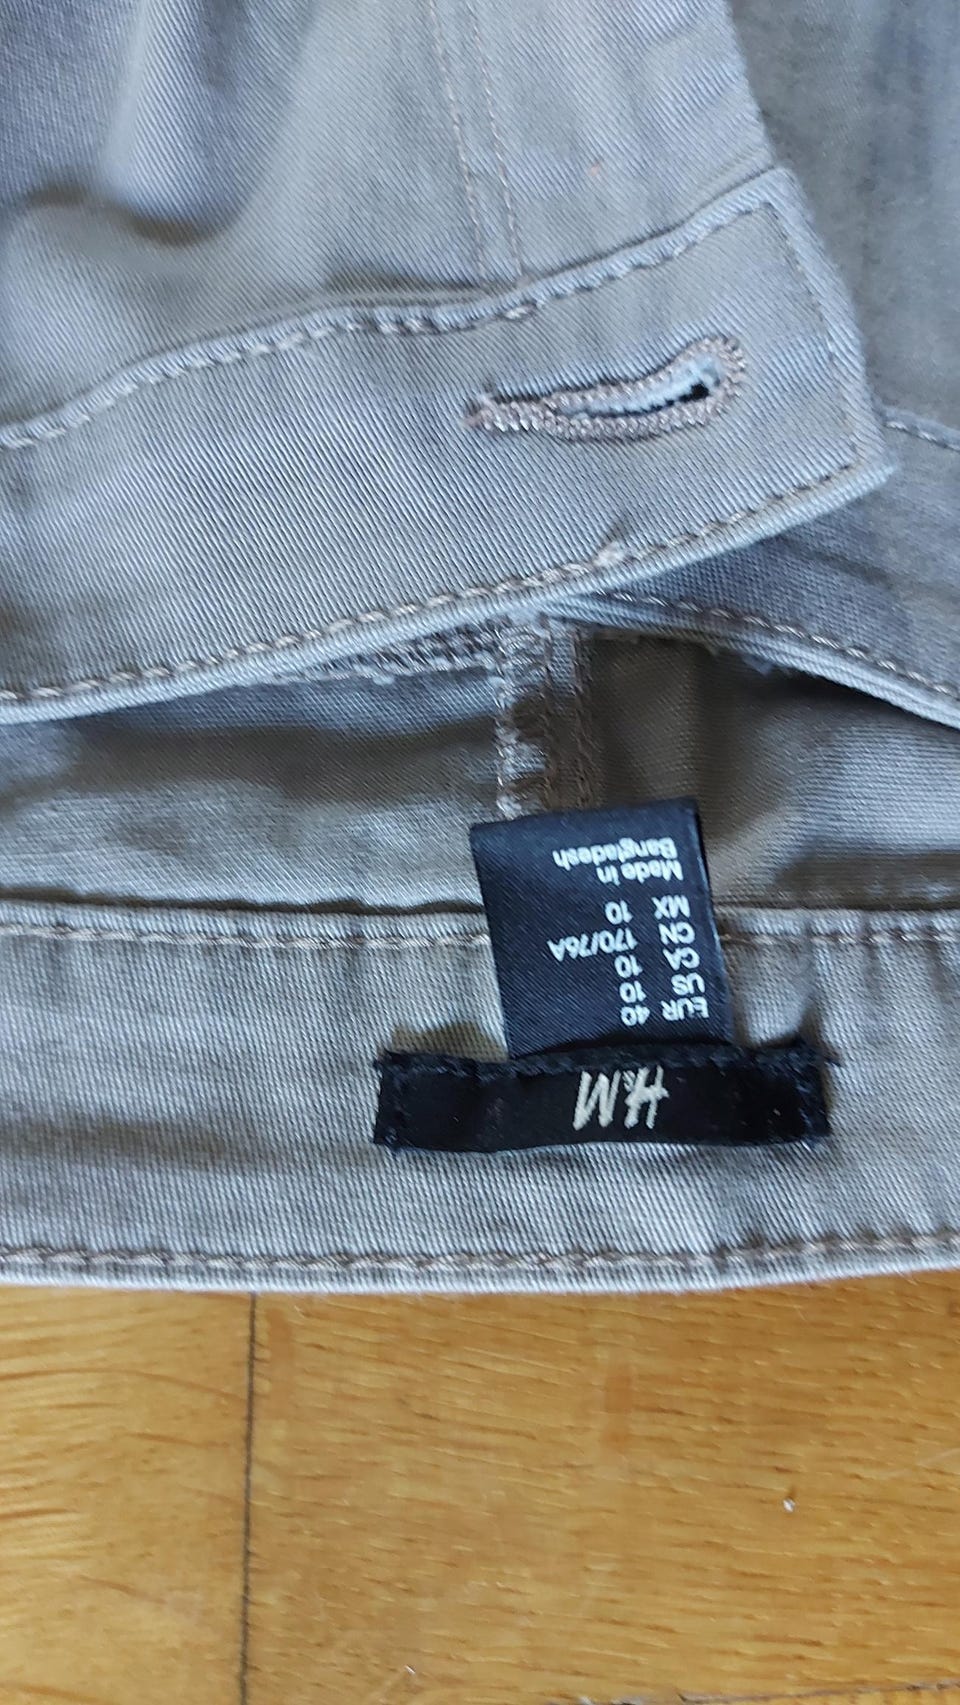 H&M
EUR 40
US 10
CA 10
CN 170/76A
MX 10
Made in
Bangladesh